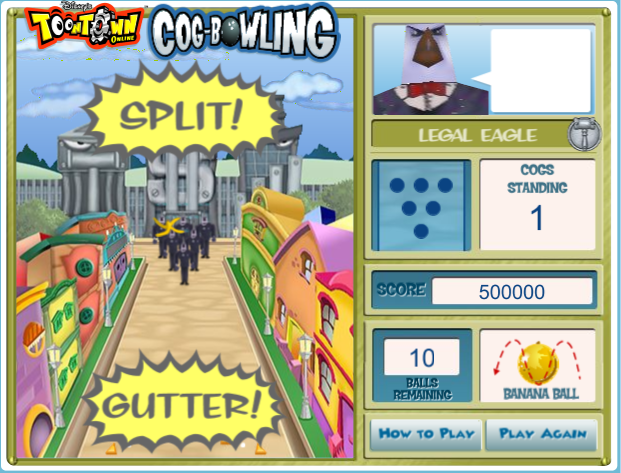 Disney's
TOONTOWN
ONLINE
COG-BOWLING
SPLIT!
GUTTER!
LEGAL EAGLE
COGS
STANDING
1
SCORE 500000
10
BALLS
REMAINING
BANANA BALL
HOW TO PLAY
PLAY AGAIN